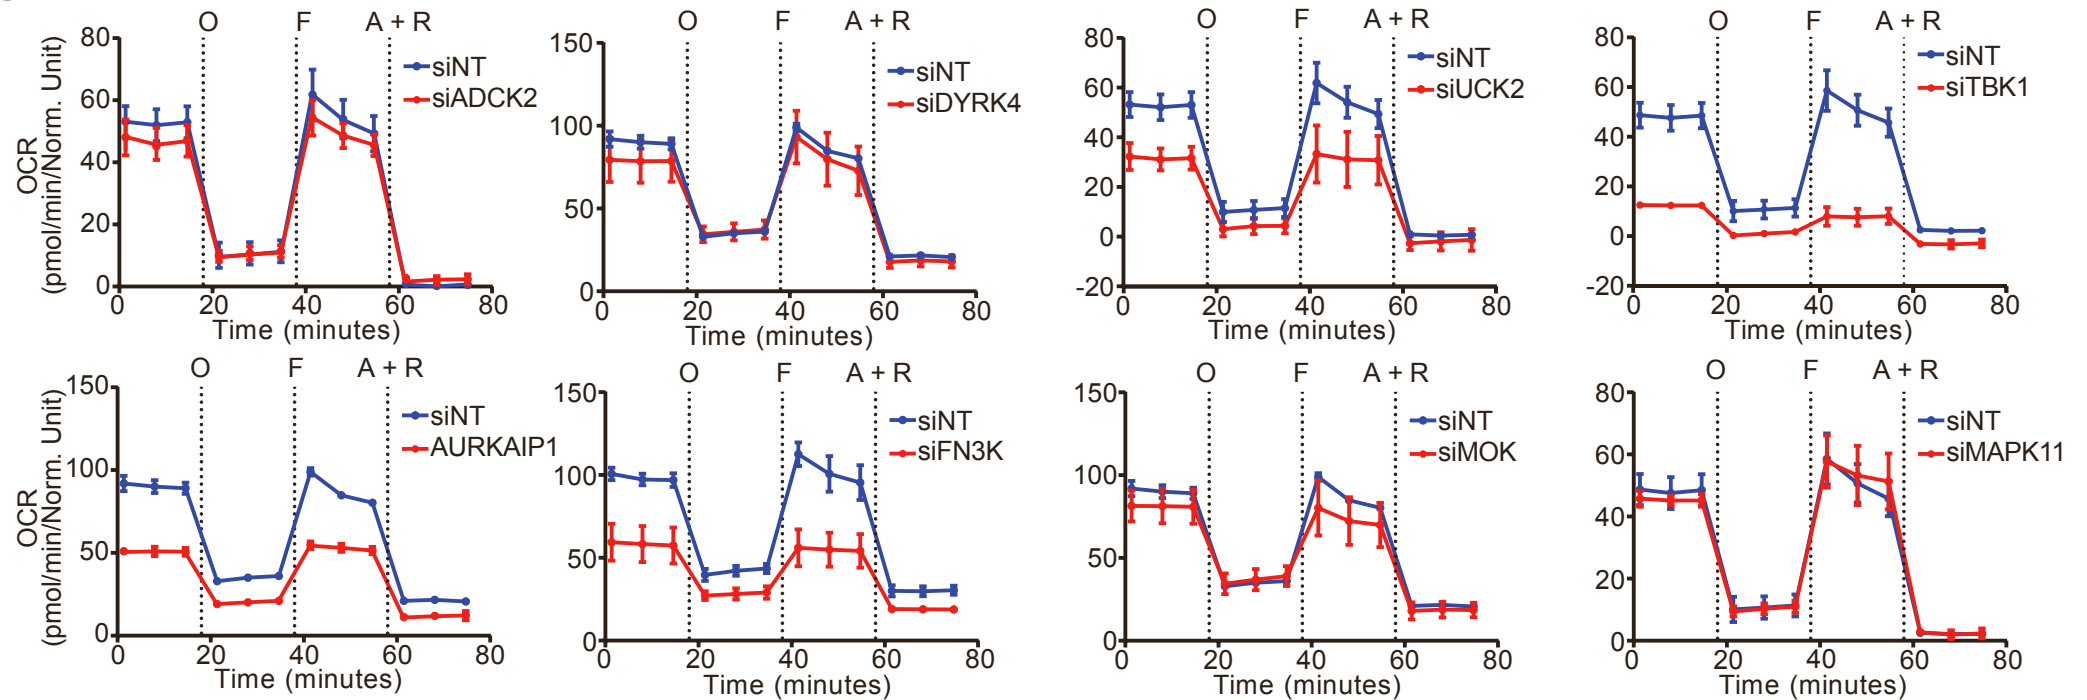 O F A + R
80
60
40
20
0
OCR
(pmol/min/Norm. Unit)
siNT
siADCK2
0 20 40 60 80
Time (minutes)
O F A + R
150
100
50
0
siNT
siDYRK4
0 20 40 60 80
Time (minutes)
O F A + R
80
60
40
20
0
-20
siNT
siUCK2
0 20 40 60 80
Time (minutes)
O F A + R
80
60
40
20
0
-20
siNT
siTBK1
0 20 40 60 80
Time (minutes)
O F A + R
150
100
50
0
OCR
(pmol/min/Norm. Unit)
siNT
AURKAIP1
0 20 40 60 80
Time (minutes)
O F A + R
150
100
50
0
siNT
siFN3K
0 20 40 60 80
Time (minutes)
O F A + R
150
100
50
0
siNT
siMOK
0 20 40 60 80
Time (minutes)
O F A + R
80
60
40
20
0
siNT
siMAPK11
0 20 40 60 80
Time (minutes)